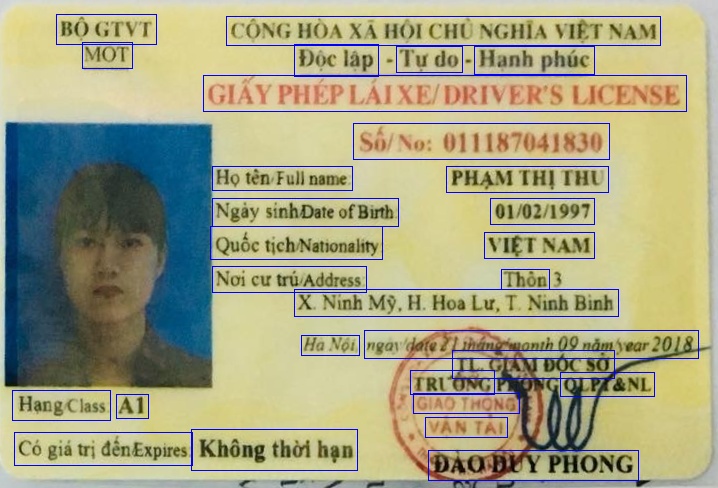 BỘ GTVT
MOT
CỘNG HÒA XÃ HỘI CHỦ NGHĨA VIỆT NAM
Độc lập - Tự do - Hạnh phúc
GIẤY PHÉP LÁI XE/ DRIVER'S LICENSE
Số/ No: 011187041830
Họ tên/Full name: PHẠM THỊ THU
Ngày sinh/Date of Birth: 01/02/1997
Quốc tịch/Nationality: VIỆT NAM
Nơi cư trú/Address: Thôn 3
X. Ninh Mỹ, H. Hoa Lư, T. Ninh Bình
Hà Nội, ngày/date 21 tháng/month 09 năm/year 2018
TL. GIÁM ĐỐC SỞ
TRƯỞNG PHÒNG QLPT&NL
GIAO THÔNG
VẬN TẢI
Hạng/Class: A1
Có giá trị đến/Expires: Không thời hạn
ĐÀO DUY PHONG